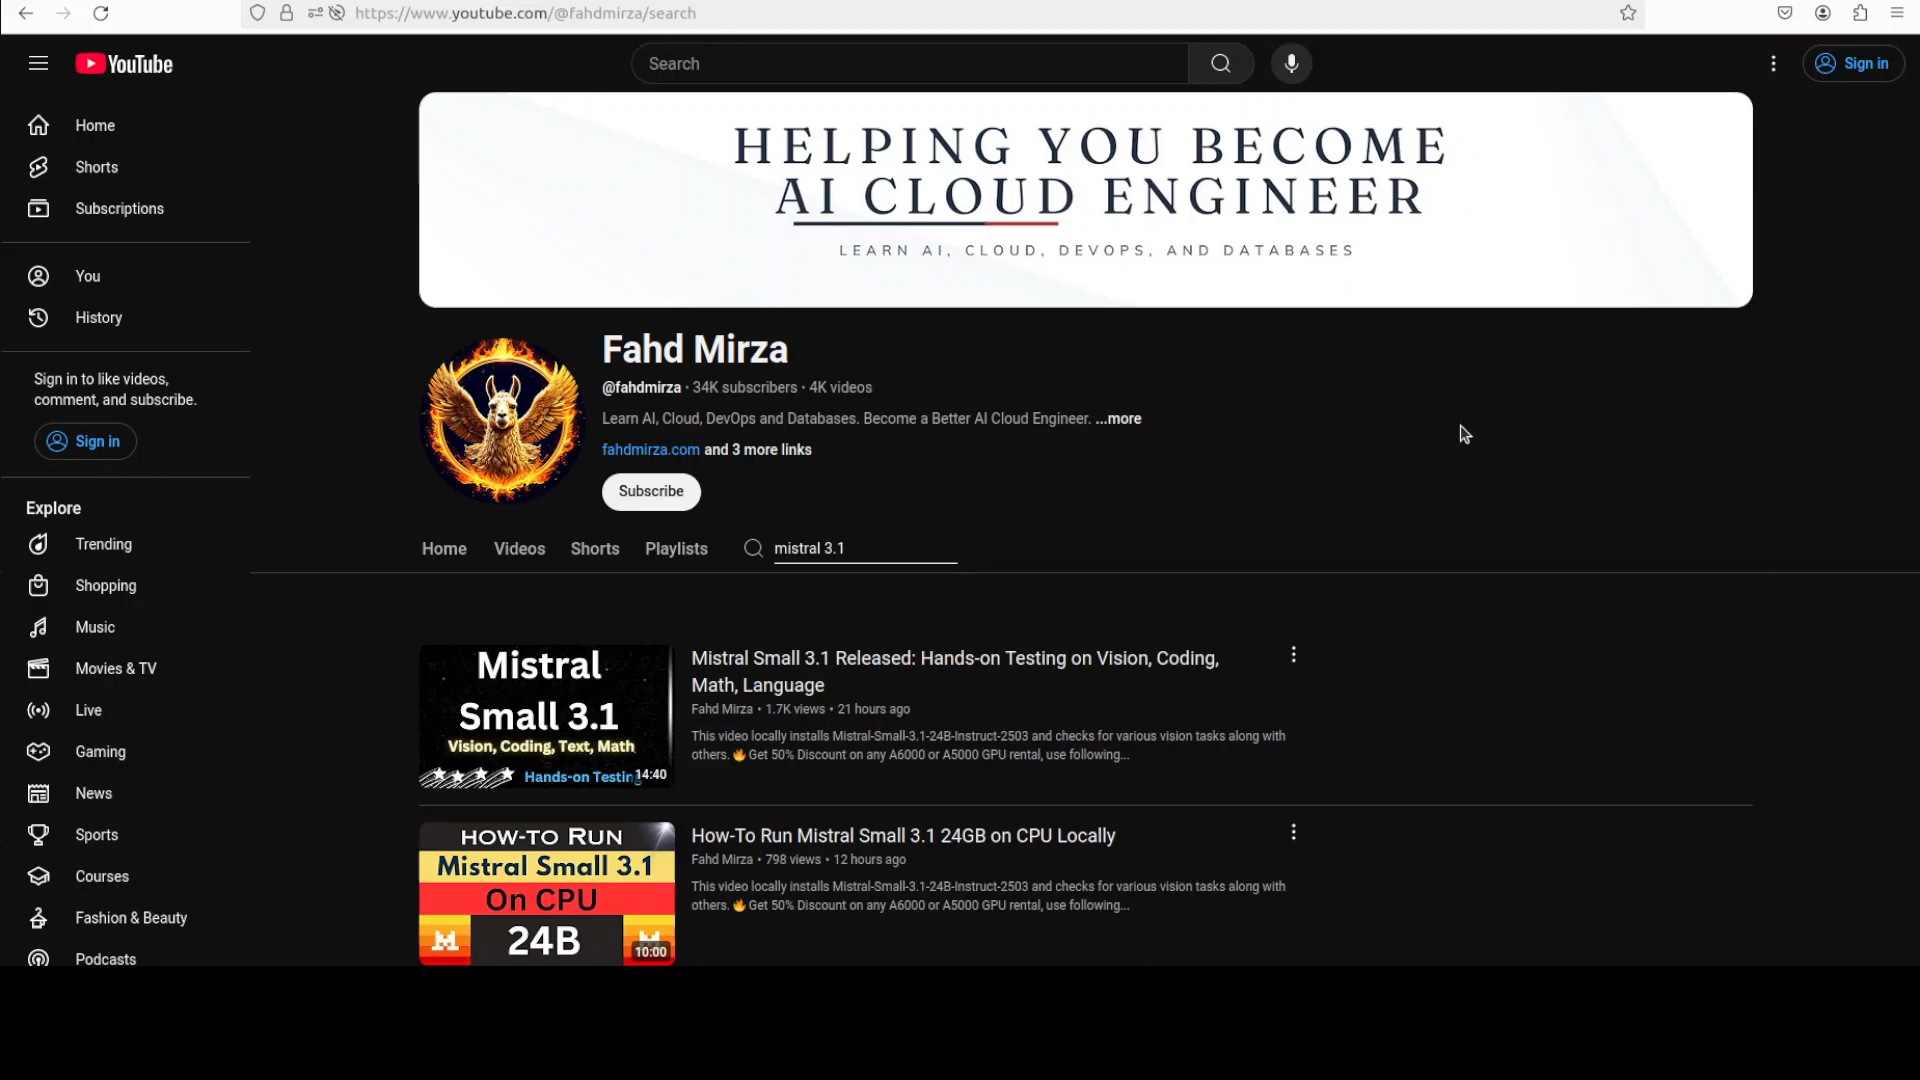 https://www.youtube.com/@fahdmirza/search
YouTube
Search
Sign in
Home
Shorts
Subscriptions
You
History
Sign in to like videos,
comment, and subscribe.
Sign in
Explore
Trending
Shopping
Music
Movies & TV
Live
Gaming
News
Sports
Courses
Fashion & Beauty
Podcasts
HELPING YOU BECOME
AI CLOUD ENGINEER
LEARN AI, CLOUD, DEVOPS, AND DATABASES
Fahd Mirza
@fahdmirza · 34K subscribers · 4K videos
Learn AI, Cloud, DevOps and Databases. Become a Better AI Cloud Engineer. ...more
fahdmirza.com and 3 more links
Subscribe
Home Videos Shorts Playlists mistral 3.1
Mistral
Small 3.1
Vision, Coding, Text, Math
Hands-on Testing
14:40
Mistral Small 3.1 Released: Hands-on Testing on Vision, Coding,
Math, Language
Fahd Mirza • 1.7K views • 21 hours ago
This video locally installs Mistral-Small-3.1-24B-Instruct-2503 and checks for various vision tasks along with
others. 🔥Get 50% Discount on any A6000 or A5000 GPU rental, use following...
HOW-TO RUN
Mistral Small 3.1
On CPU
24B
10:00
How-To Run Mistral Small 3.1 24GB on CPU Locally
Fahd Mirza • 798 views • 12 hours ago
This video locally installs Mistral-Small-3.1-24B-Instruct-2503 and checks for various vision tasks along with
others. 🔥Get 50% Discount on any A6000 or A5000 GPU rental, use following...